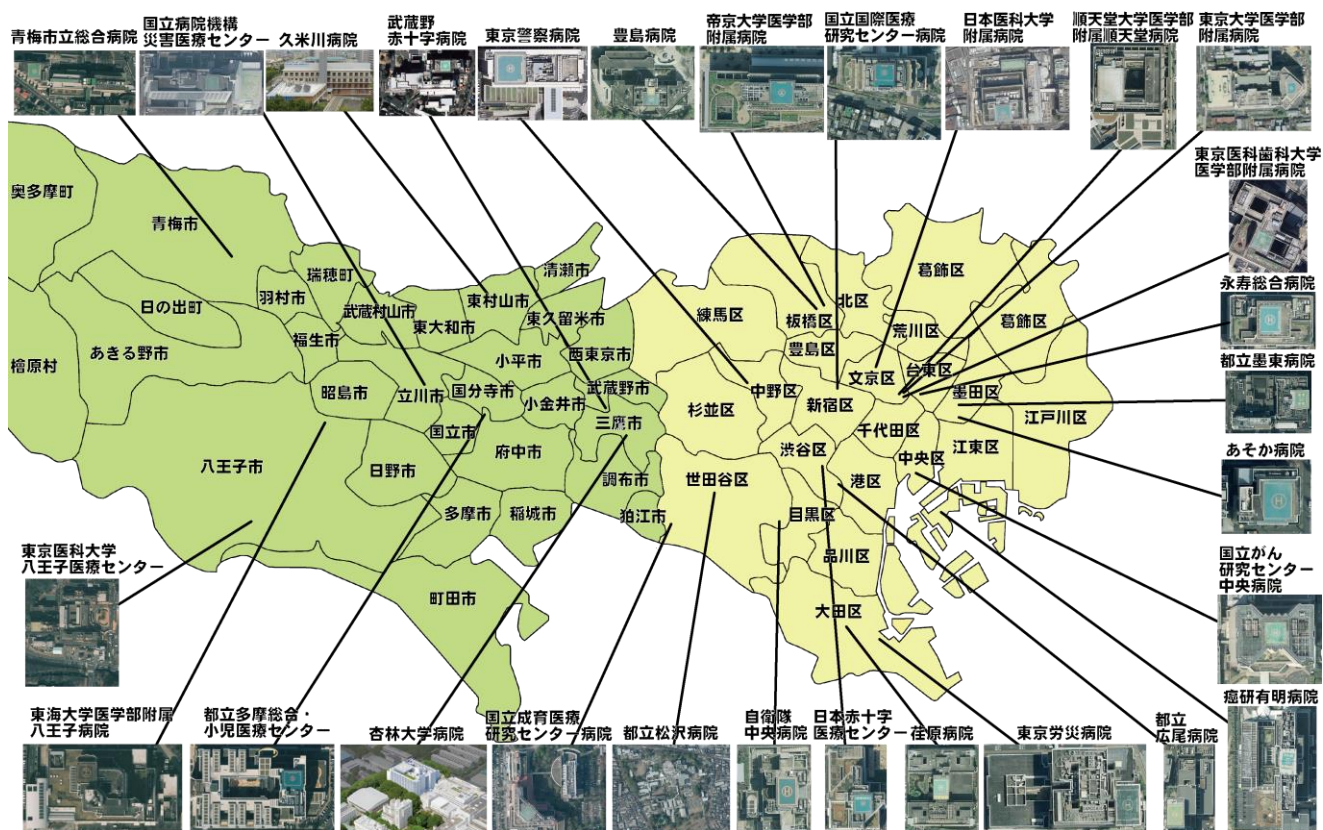 青梅市立総合病院
国立病院機構
災害医療センター
久米川病院
武蔵野
赤十字病院
東京警察病院
豊島病院
帝京大学医学部
附属病院
国立国際医療
研究センター病院
日本医科大学
附属病院
順天堂大学医学部
附属順天堂病院
東京大学医学部
附属病院
東京医科歯科大学
医学部附属病院
永寿総合病院
都立墨東病院
あそか病院
国立がん
研究センター
中央病院
癌研有明病院
奥多摩町
青梅市
瑞穂町
羽村市
日の出町
武蔵村山市
東大和市
東村山市
清瀬市
東久留米市
あきる野市
福生市
檜原村
昭島市
立川市
小平市
西東京市
国分寺市
小金井市
武蔵野市
三鷹市
国立市
府中市
八王子市
日野市
調布市
多摩市
稲城市
狛江市
町田市
練馬区
板橋区
北区
葛飾区
荒川区
葛飾区
豊島区
文京区
台東区
中野区
新宿区
墨田区
江戸川区
杉並区
千代田区
渋谷区
江東区
中央区
世田谷区
港区
目黒区
品川区
大田区
東京医科大学
八王子医療センター
東海大学医学部附属
八王子病院
都立多摩総合・
小児医療センター
杏林大学病院
国立成育医療
研究センター病院
都立松沢病院
自衛隊
中央病院
日本赤十字
医療センター
荏原病院
東京労災病院
都立
広尾病院
H
H
H
H
H
H